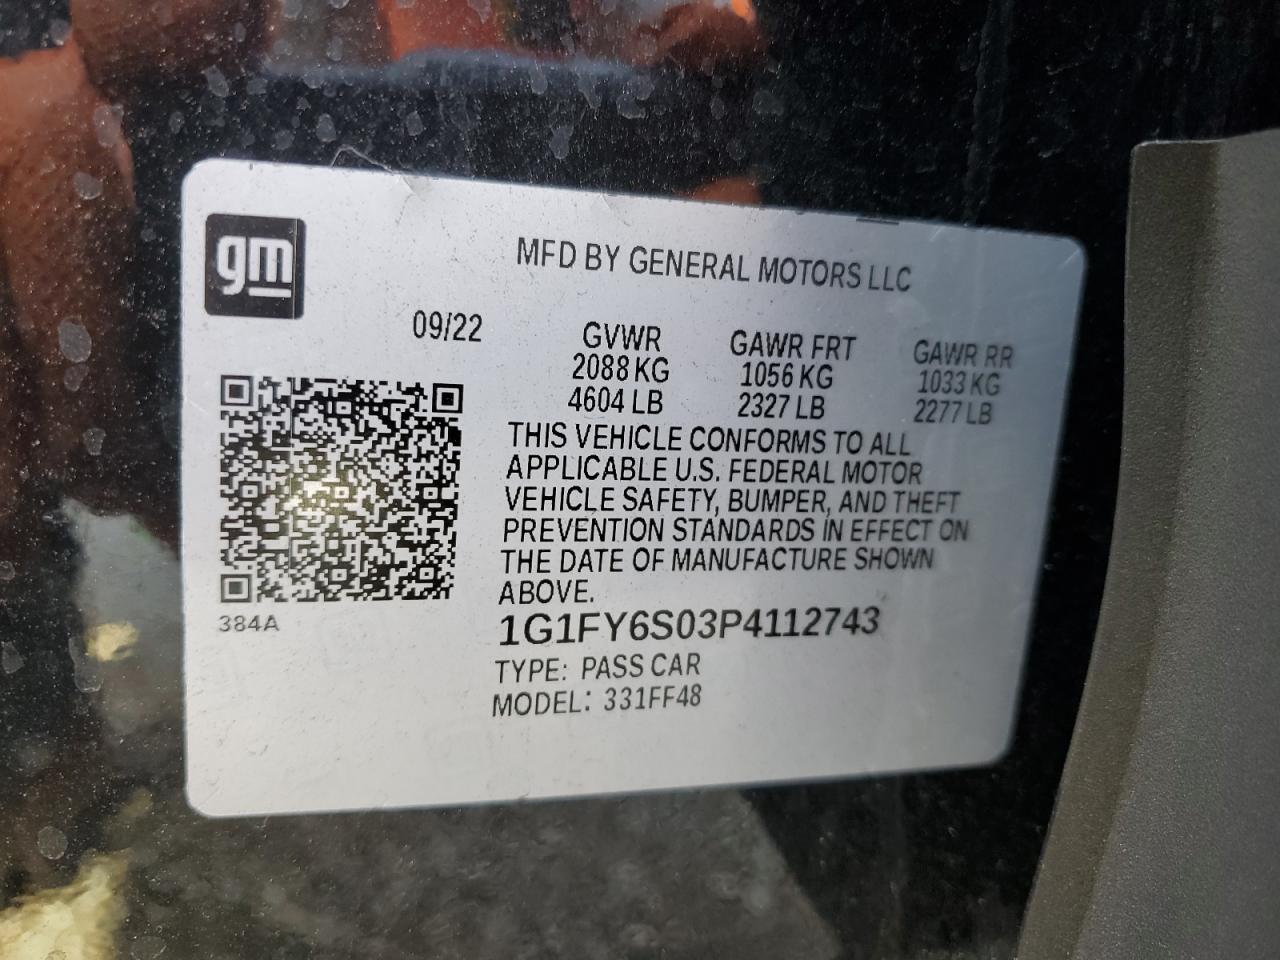 gm
MFD BY GENERAL MOTORS LLC
09/22
GVWR GAWR FRT GAWR RR
2088 KG 1056 KG 1033 KG
4604 LB 2327 LB 2277 LB
THIS VEHICLE CONFORMS TO ALL
APPLICABLE U.S. FEDERAL MOTOR
VEHICLE SAFETY, BUMPER, AND THEFT
PREVENTION STANDARDS IN EFFECT ON
THE DATE OF MANUFACTURE SHOWN
ABOVE.
384A
1G1FY6S03P4112743
TYPE: PASS CAR
MODEL: 331FF48